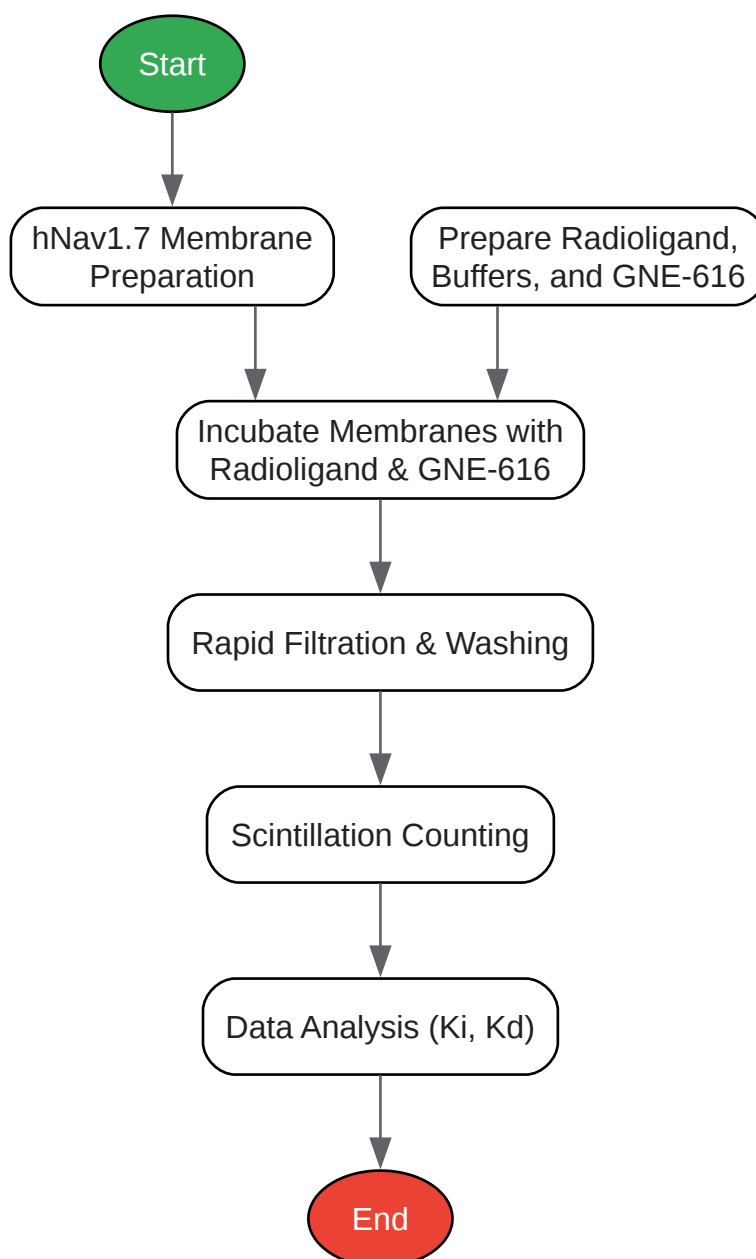 Start
hNav1.7 Membrane
Preparation
Prepare Radioligand,
Buffers, and GNE-616
Incubate Membranes with
Radioligand & GNE-616
Rapid Filtration & Washing
Scintillation Counting
Data Analysis (Ki, Kd)
End